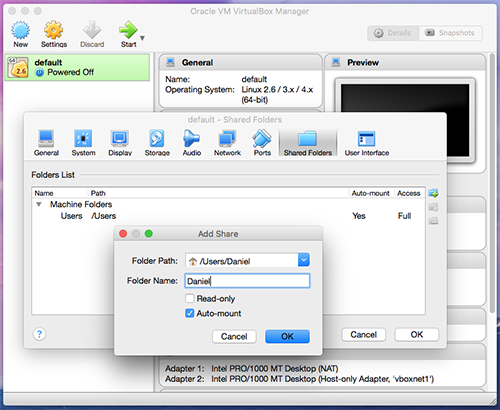 Oracle VM VirtualBox Manager
New Settings Discard Start
Details Snapshots
64
2.6
default
Powered Off
General
Name: default
Operating System: Linux 2.6 / 3.x / 4.x
(64-bit)
Preview
default - Shared Folders
General System Display Storage Audio Network Ports Shared Folders User Interface
Folders List
Name Path Auto-mount Access
Machine Folders
Users /Users Yes Full
Add Share
Folder Path: /Users/Daniel
Folder Name: Daniel
Read-only
Auto-mount
Cancel OK
? Cancel OK
Adapter 1: Intel PRO/1000 MT Desktop (NAT)
Adapter 2: Intel PRO/1000 MT Desktop (Host-only Adapter, 'vboxnet1')